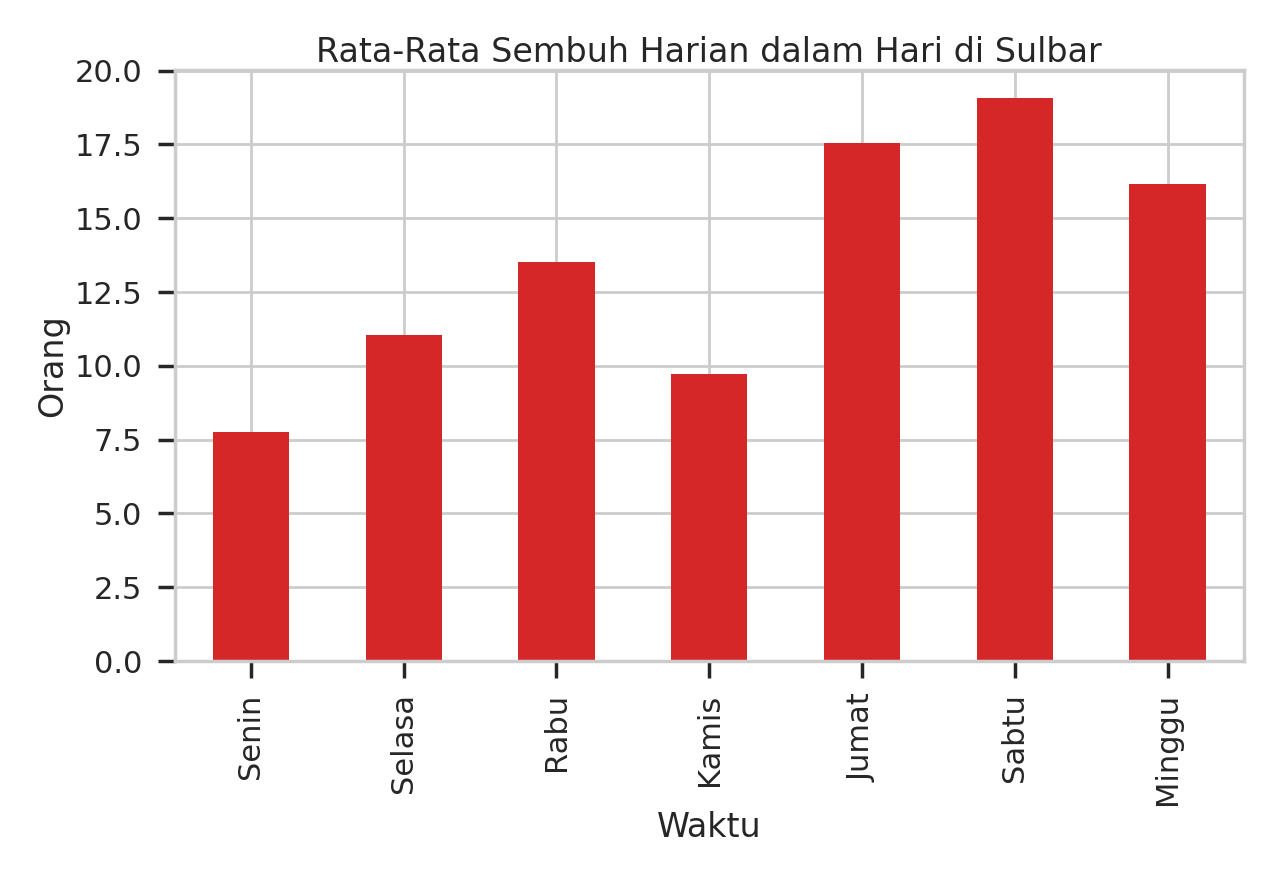 Rata-Rata Sembuh Harian dalam Hari di Sulbar
20.0
17.5
15.0
12.5
10.0
7.5
5.0
2.5
0.0
Orang
Senin
Selasa
Rabu
Kamis
Jumat
Sabtu
Minggu
Waktu